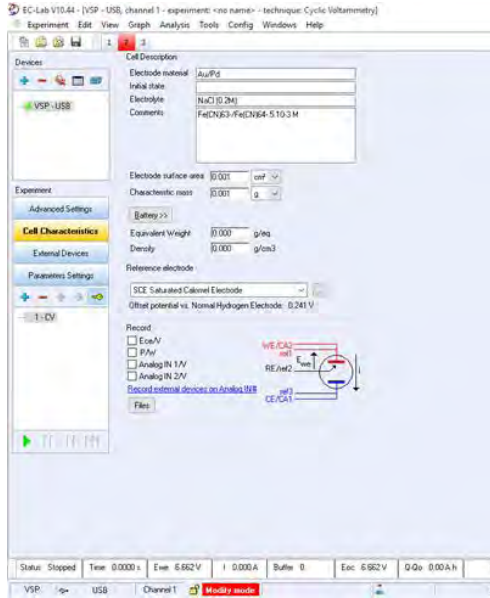 EC-Lab V10.44 - [VSP - USB, channel 1 - experiment: <no name> - technique: Cyclic Voltammetry]
Experiment Edit View Graph Analysis Tools Config Windows Help
1 2 3
Devices
VSP - USB
Experiment
Advanced Settings
Cell Characteristics
External Devices
Parameters Settings
1 - CV
Cell Description
Electrode material Au/Pd
Initial state
Electrolyte NaCl (0.2M)
Comments Fe(CN)63-/Fe(CN)64- 5.10-3 M
Electrode surface area 0.001 cm²
Characteristic mass 0.001 g
Battery >>
Equivalent Weight 0.000 g/eq
Density 0.000 g/cm3
Reference electrode
SCE Saturated Calomel Electrode
Offset potential vs. Normal Hydrogen Electrode: 0.241 V
Record
Ece/V
P/W
Analog IN 1/V
Analog IN 2/V
Record external devices on Analog IN#
Files
WE/CA2
ref1
Ewe
RE/ref2
i
ref3
CE/CA1
Status Stopped Time 0.0000 s Ewe 6.662 V I 0.000 A Buffer 0. Eoc 6.662 V Q-Qo 0.00 A.h
VSP USB Channel 1 Modify mode